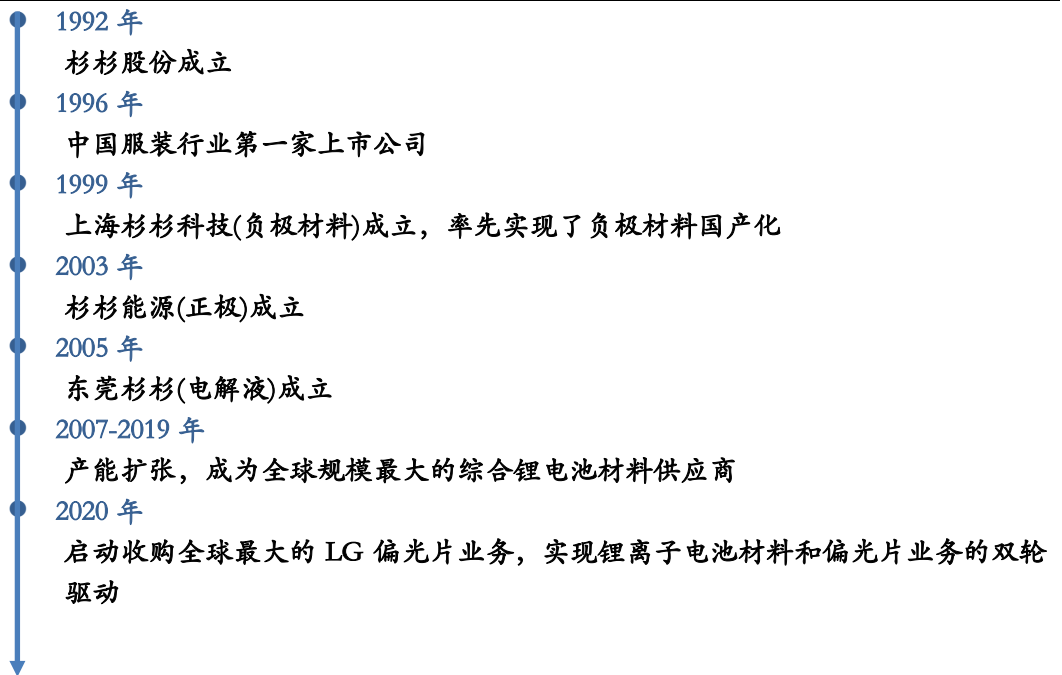 1992 年
杉杉股份成立
1996 年
中国服装行业第一家上市公司
1999 年
上海杉杉科技(负极材料)成立，率先实现了负极材料国产化
2003 年
杉杉能源(正极)成立
2005 年
东莞杉杉(电解液)成立
2007-2019 年
产能扩张，成为全球规模最大的综合锂电池材料供应商
2020 年
启动收购全球最大的 LG 偏光片业务，实现锂离子电池材料和偏光片业务的双轮
驱动